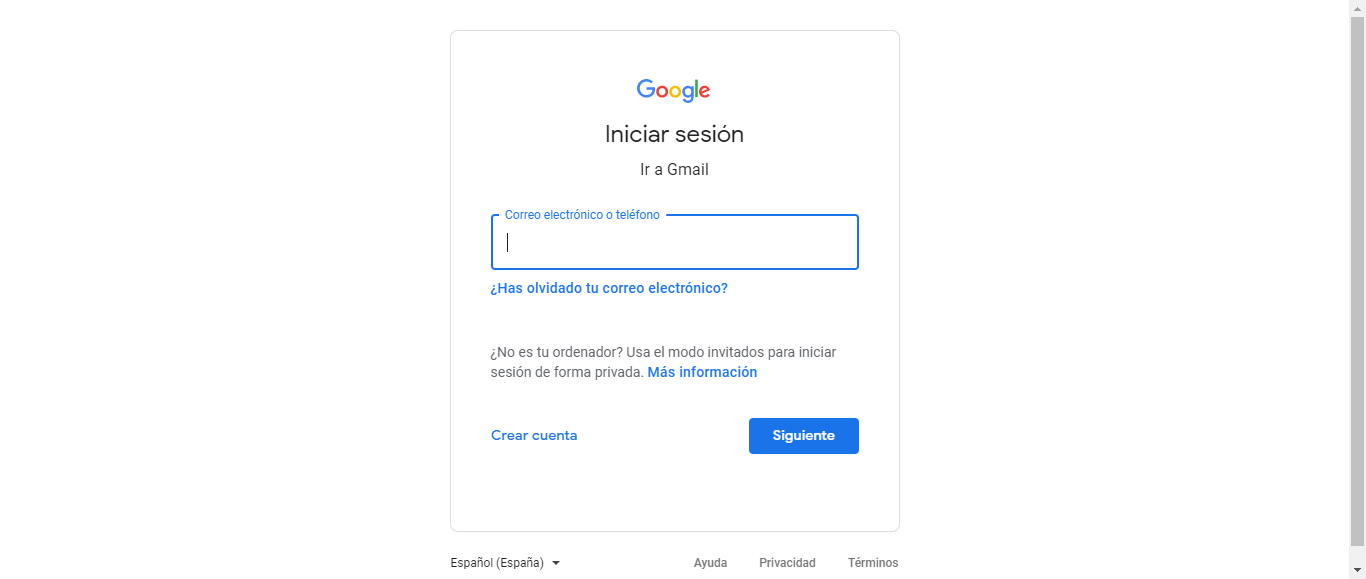 Google
Iniciar sesión
Ir a Gmail
Correo electrónico o teléfono
¿Has olvidado tu correo electrónico?
¿No es tu ordenador? Usa el modo invitados para iniciar
sesión de forma privada. Más información
Crear cuenta Siguiente
Español (España) Ayuda Privacidad Términos